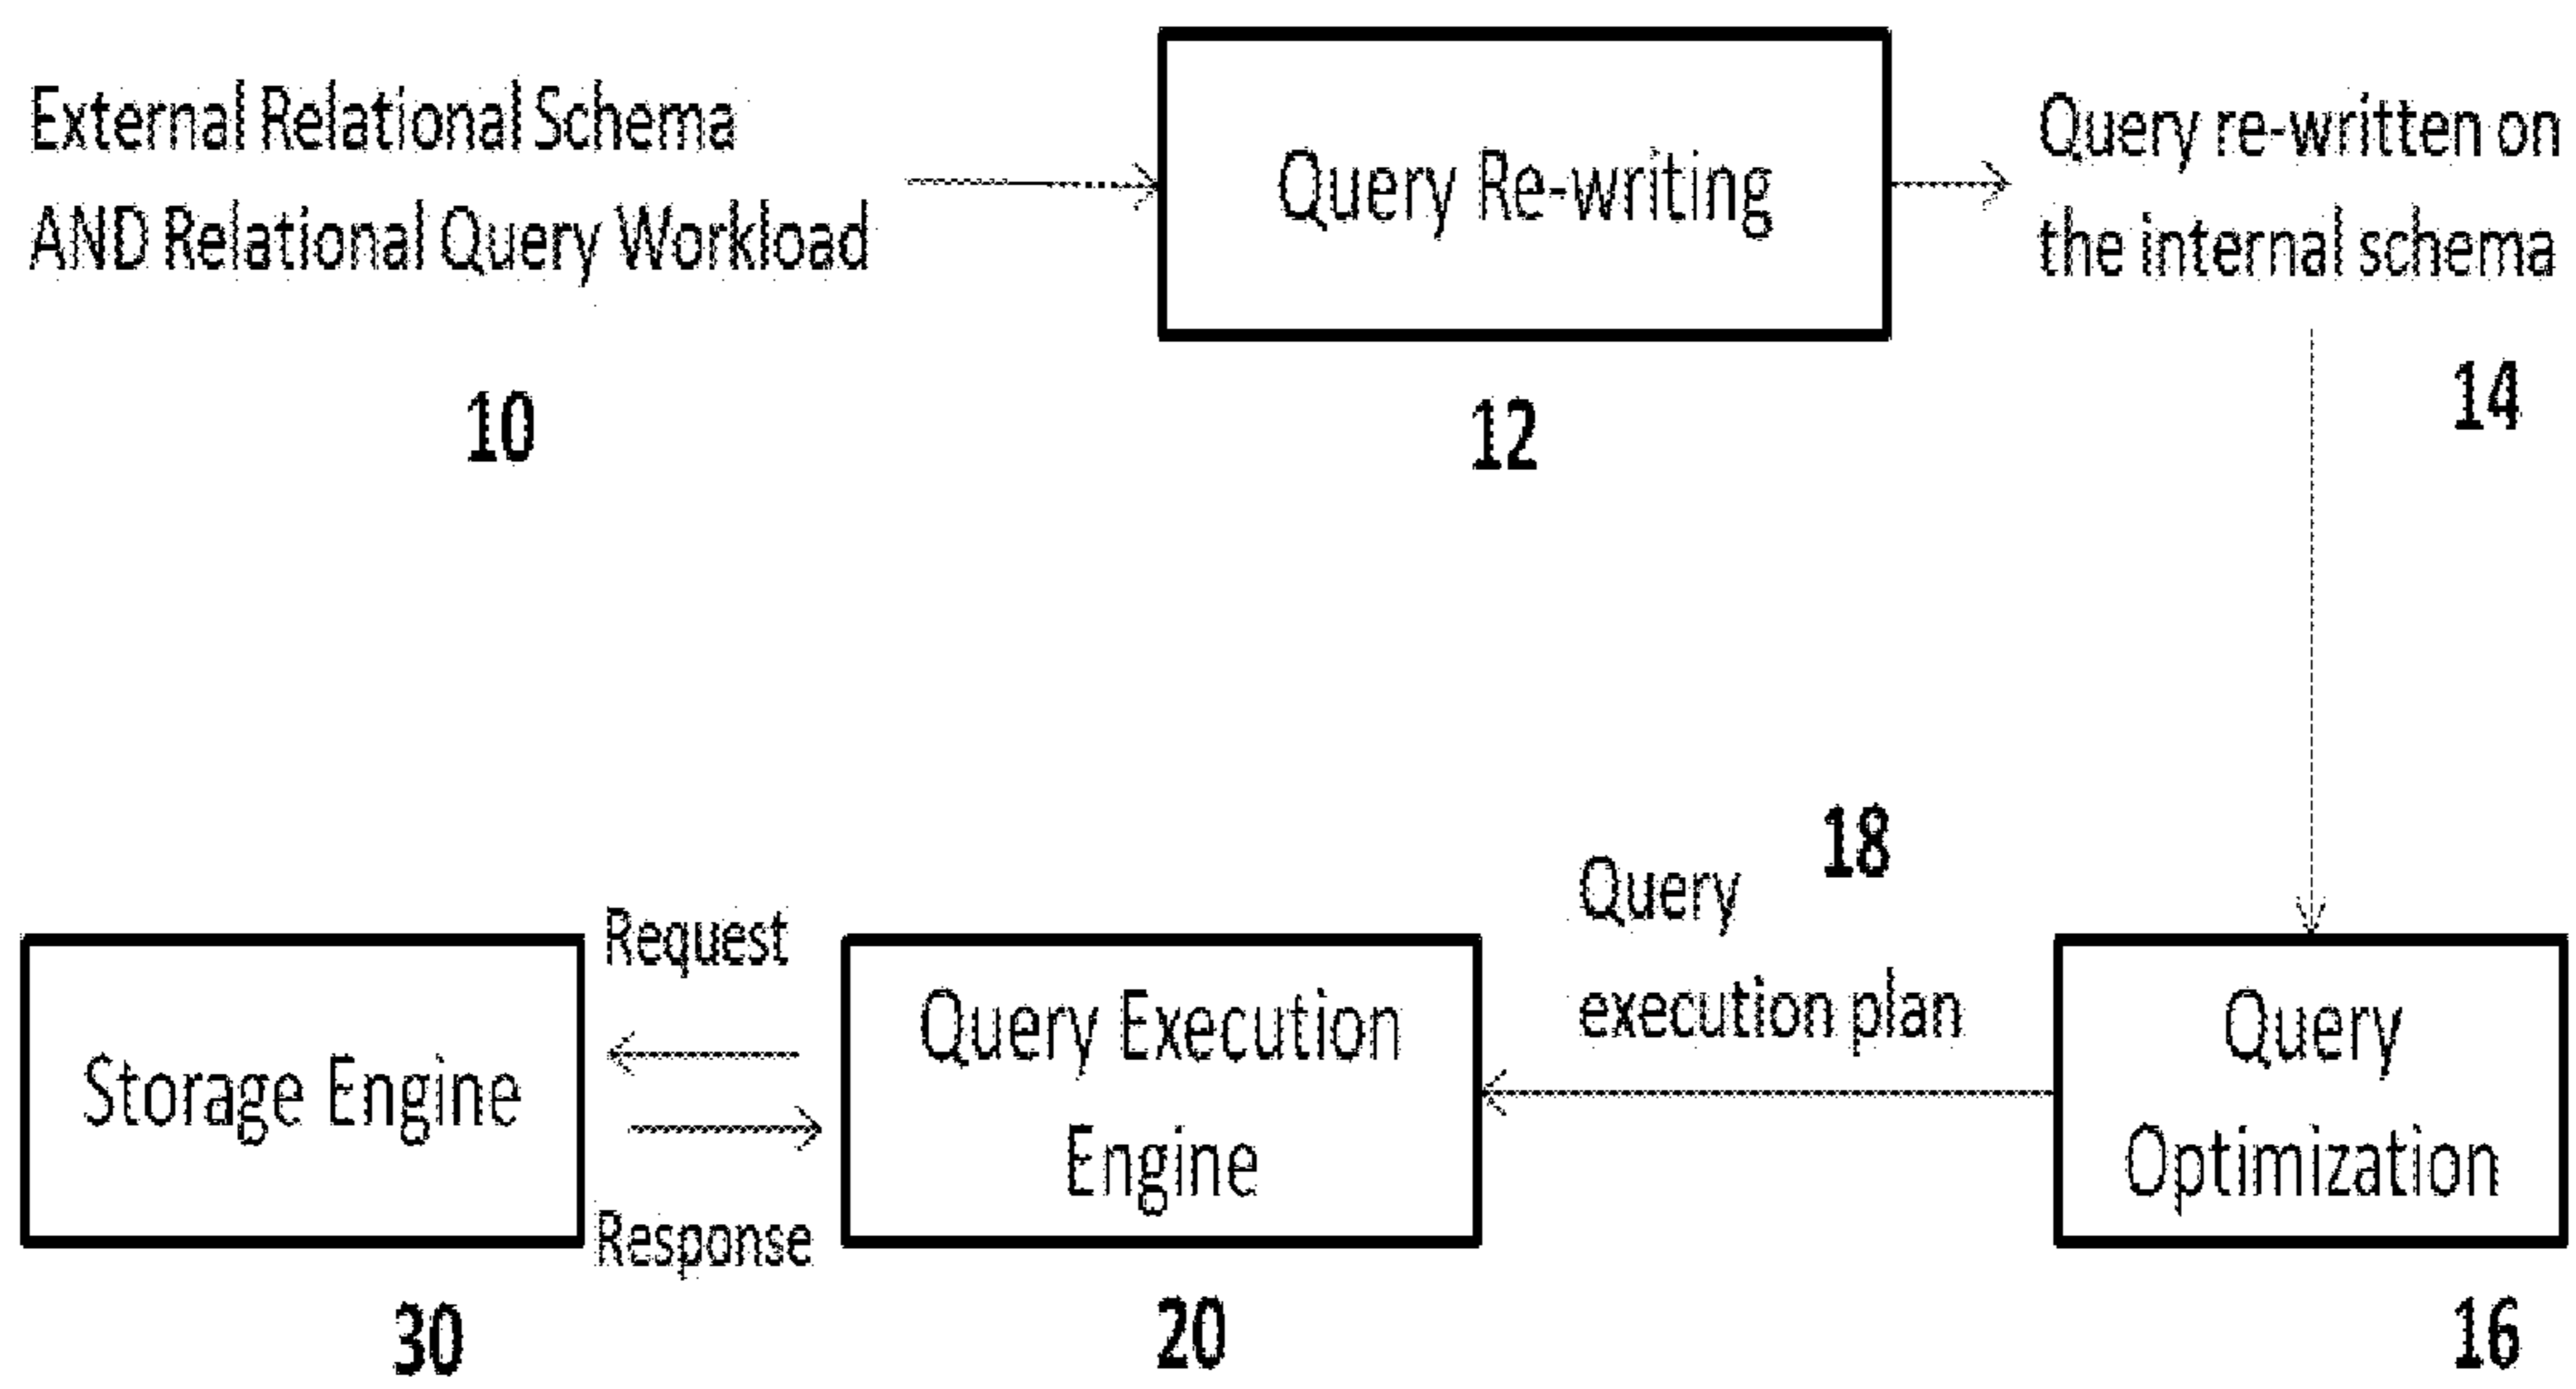 External Relational Schema
AND Relational Query Workload
10
Query Re-writing
12
Query re-written on
the internal schema
14
18
Query
execution plan
Query
Optimization
16
Query Execution
Engine
20
Request
Response
Storage Engine
30